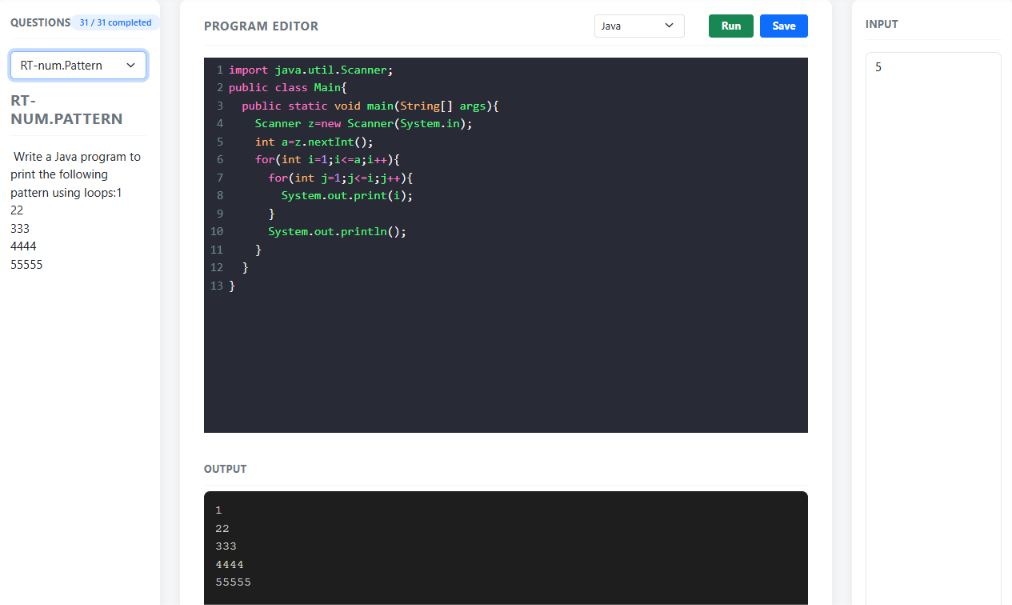 QUESTIONS 31 / 31 completed
RT-num.Pattern
RT-
NUM.PATTERN
Write a Java program to
print the following
pattern using loops:1
22
333
4444
55555
PROGRAM EDITOR Java Run Save
1 import java.util.Scanner;
2 public class Main{
3   public static void main(String[] args){
4     Scanner z=new Scanner(System.in);
5     int a=z.nextInt();
6     for(int i=1;i<=a;i++){
7       for(int j=1;j<=i;j++){
8         System.out.print(i);
9       }
10       System.out.println();
11     }
12   }
13 }
OUTPUT
1
22
333
4444
55555
INPUT
5